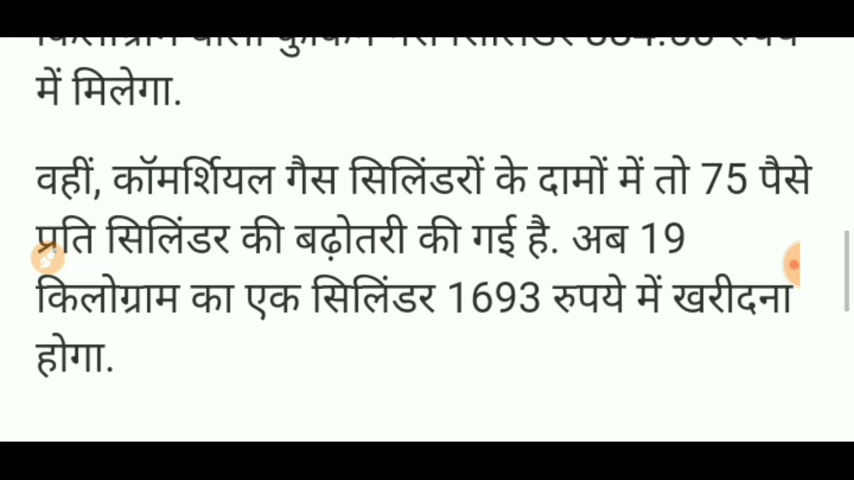 में मिलेगा.
वहीं, कॉमर्शियल गैस सिलिंडरों के दामों में तो 75 पैसे
प्रति सिलिंडर की बढ़ोतरी की गई है. अब 19
किलोग्राम का एक सिलिंडर 1693 रुपये में खरीदना
होगा.